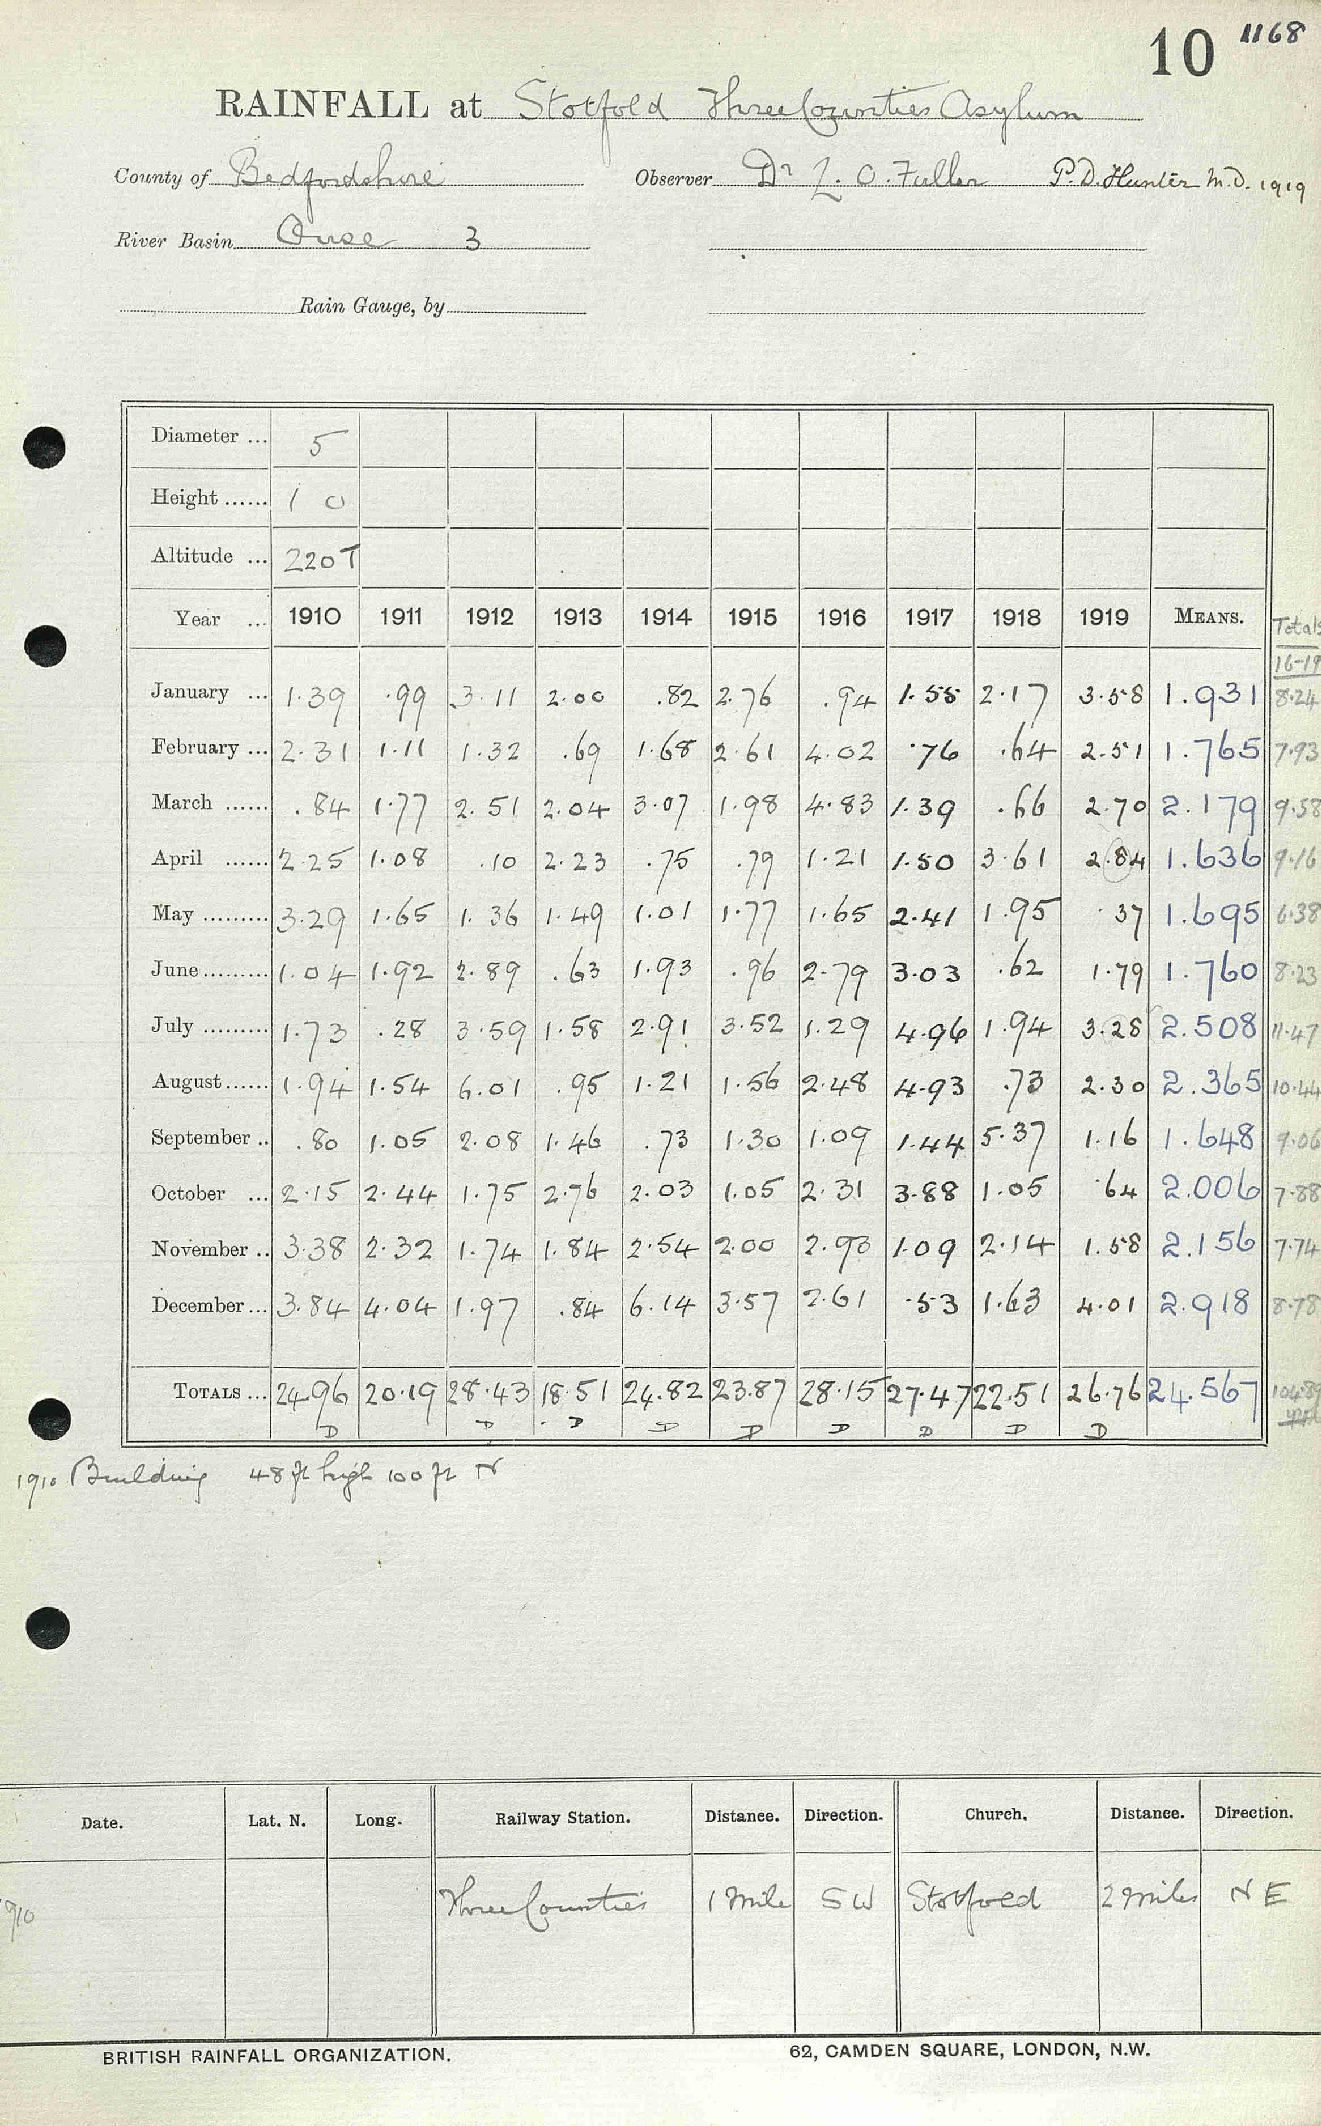 10 1168
RAINFALL at Stotfold Three Counties Asylum
County of Bedfordshire Observer Dr L. O. Fuller P. D. Hunter M.D. 1919
River Basin Ouse 3
Rain Gauge, by
Diameter ... 5
Height ...... 1 0
Altitude ... 220 T
Year ... 1910 1911 1912 1913 1914 1915 1916 1917 1918 1919 MEANS. Totals
16-19
January ... 1.39 .99 3.11 2.00 .82 2.76 .94 1.55 2.17 3.58 1.931 8.24
February ... 2.31 1.11 1.32 .69 1.68 2.61 4.02 .76 .64 2.51 1.765 7.93
March ...... .84 1.77 2.51 2.04 3.07 1.98 4.83 1.39 .66 2.70 2.179 9.58
April ...... 2.25 1.08 .10 2.23 .75 .79 1.21 1.50 3.61 2.84 1.636 9.16
May ......... 3.29 1.65 1.36 1.49 1.01 1.77 1.65 2.41 1.95 .37 1.695 6.38
June ......... 1.04 1.92 2.89 .63 1.93 .96 2.79 3.03 .62 1.79 1.760 8.23
July ......... 1.73 .28 3.59 1.58 2.91 3.52 1.29 4.96 1.94 3.28 2.508 11.47
August ...... 1.94 1.54 6.01 .95 1.21 1.56 2.48 4.93 .73 2.30 2.365 10.44
September .. .80 1.05 2.08 1.46 .73 1.30 1.09 1.44 5.37 1.16 1.648 9.06
October ... 2.15 2.44 1.75 2.76 2.03 1.05 2.31 3.88 1.05 .64 2.006 7.88
November .. 3.38 2.32 1.74 1.84 2.54 2.00 2.93 1.09 2.14 1.58 2.156 7.74
December ... 3.84 4.04 1.97 .84 6.14 3.57 2.61 .53 1.63 4.01 2.918 8.78
TOTALS ... 24.96 20.19 28.43 18.51 24.82 23.87 28.15 27.47 22.51 26.76 24.567 104.89
D D D D D D D D D
1910 Building 48 ft high 100 ft N
Date. Lat. N. Long. Railway Station. Distance. Direction. Church. Distance. Direction.
910 Three Counties 1 Mile SW Stotfold 2 miles NE
BRITISH RAINFALL ORGANIZATION. 62, CAMDEN SQUARE, LONDON, N.W.